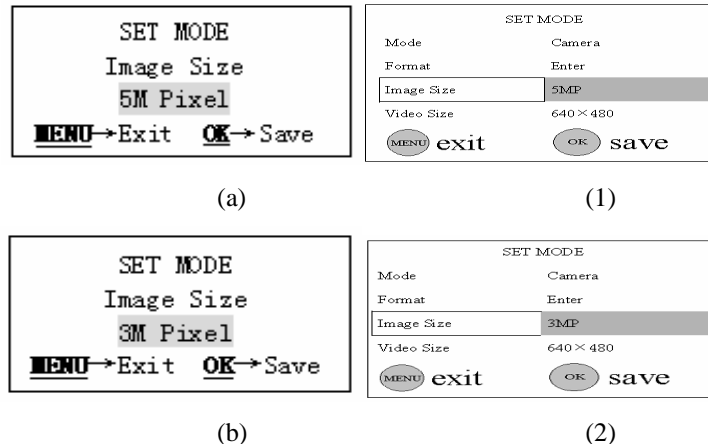 SET MODE
Image Size
5M Pixel
MENU→Exit OK→Save
(a)
SET MODE
Mode Camera
Format Enter
Image Size 5MP
Video Size 640×480
MENU exit OK save
(1)
SET MODE
Image Size
3M Pixel
MENU→Exit OK→Save
(b)
SET MODE
Mode Camera
Format Enter
Image Size 3MP
Video Size 640×480
MENU exit OK save
(2)